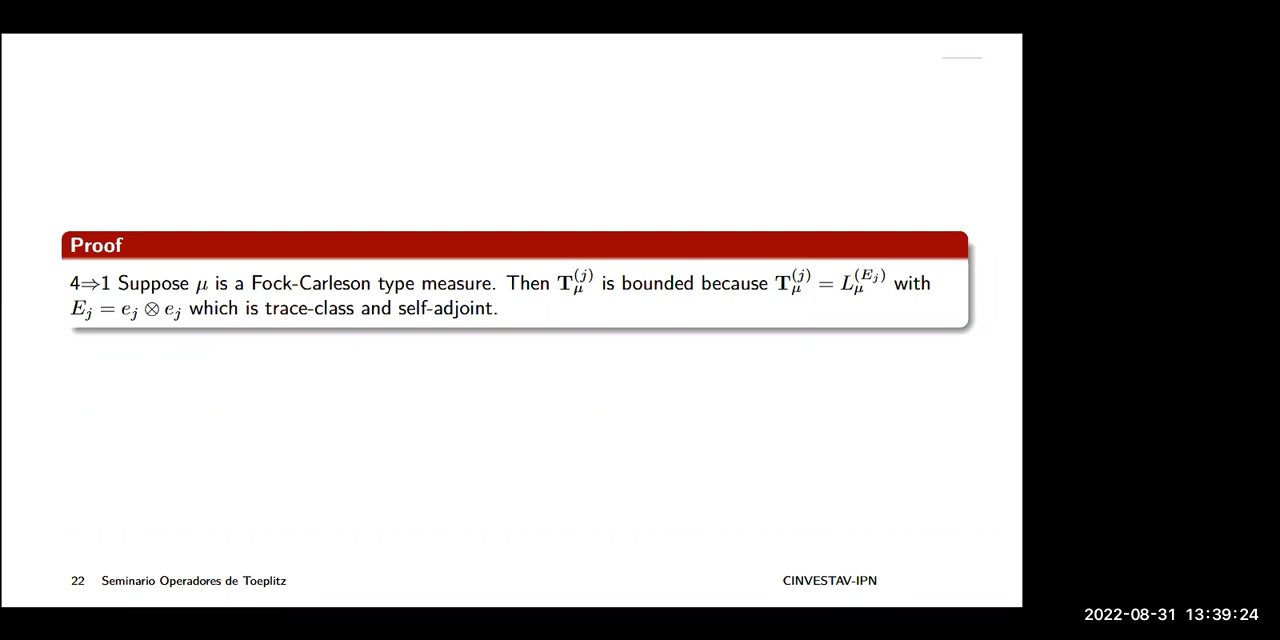 Proof
4⇒1 Suppose μ is a Fock-Carleson type measure. Then T_μ^{(j)} is bounded because T_μ^{(j)} = L_μ^{(E_j)} with
E_j = e_j ⊗ e_j which is trace-class and self-adjoint.
22 Seminario Operadores de Toeplitz CINVESTAV-IPN
2022-08-31 13:39:24